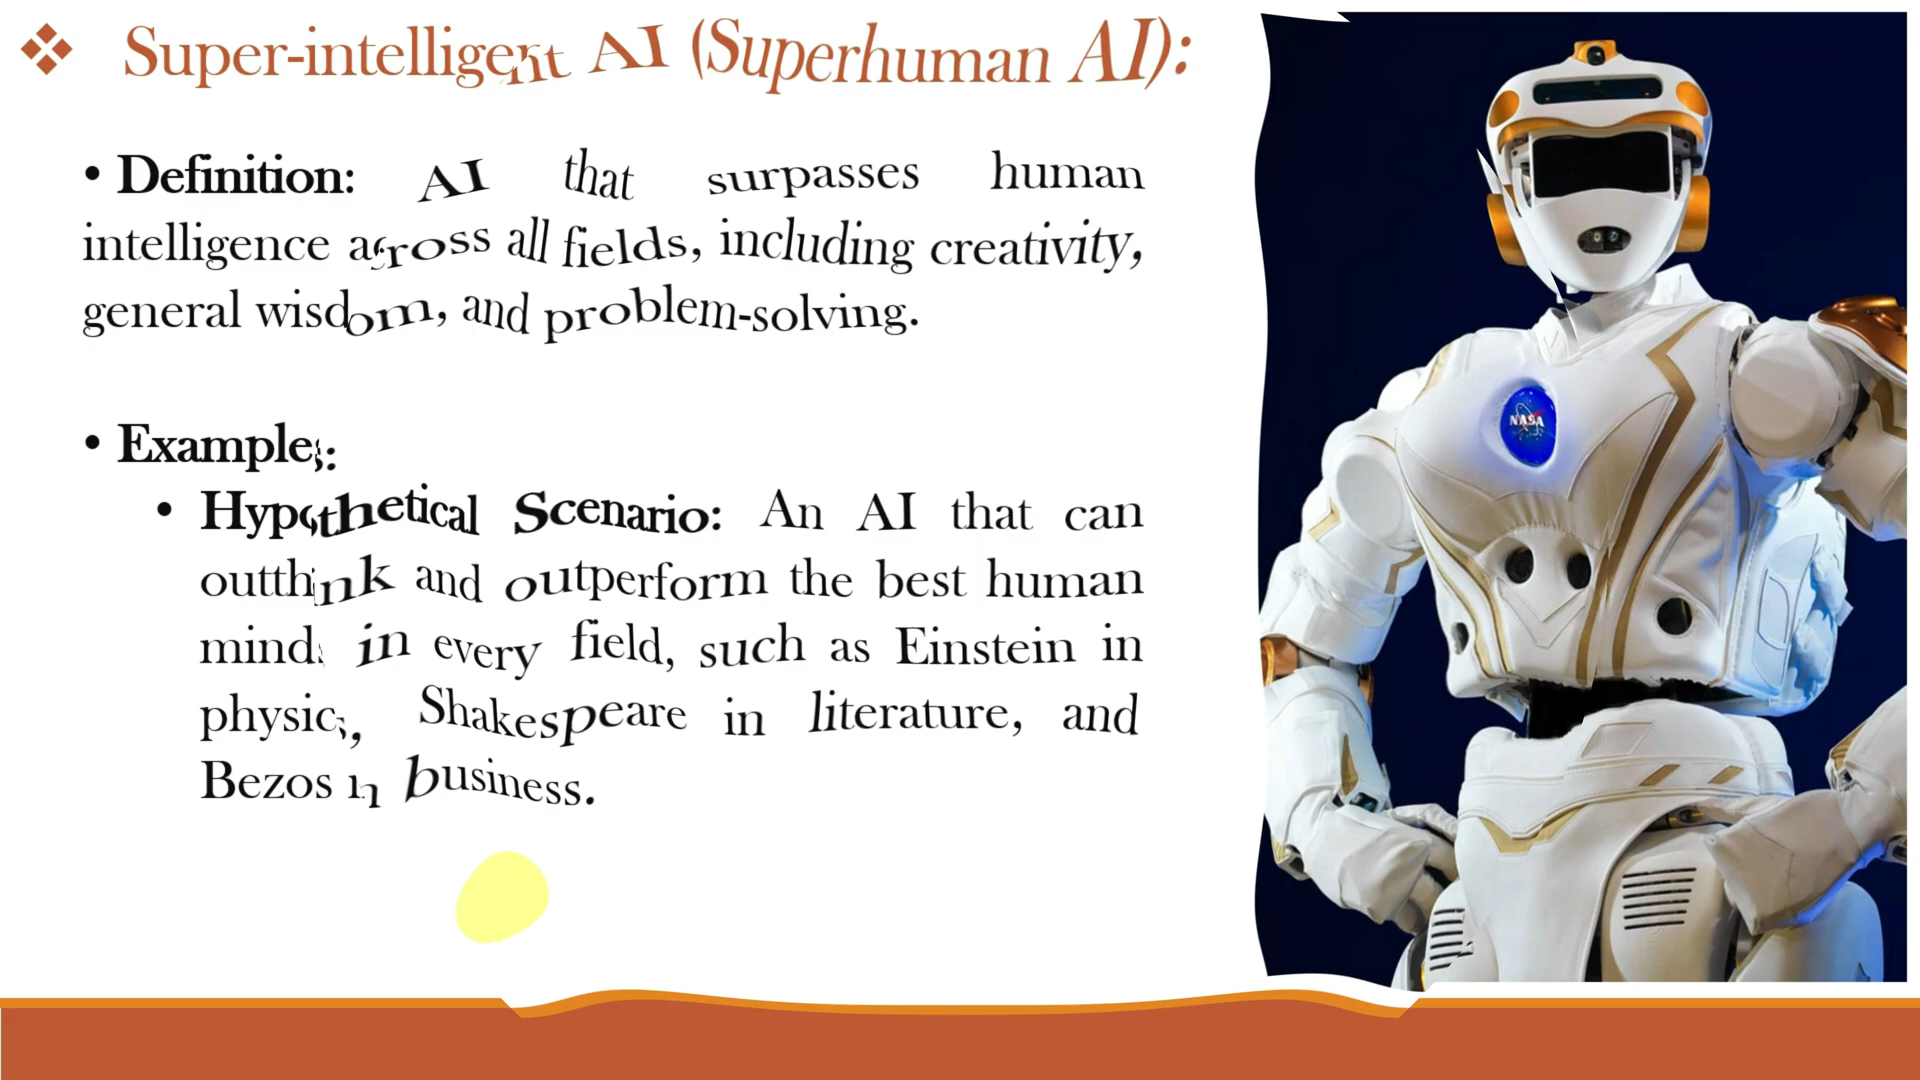 ❖ Super-intelligent AI (Superhuman AI):
• Definition: AI that surpasses human
intelligence across all fields, including creativity,
general wisdom, and problem-solving.
• Examples:
• Hypothetical Scenario: An AI that can
outthink and outperform the best human
minds in every field, such as Einstein in
physics, Shakespeare in literature, and
Bezos in business.
NASA